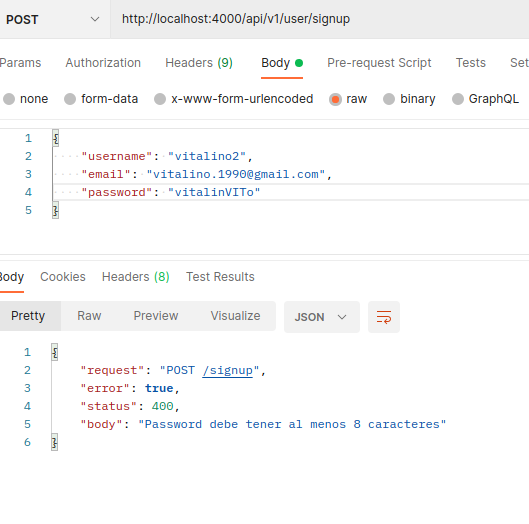 POST http://localhost:4000/api/v1/user/signup
Params Authorization Headers (9) Body Pre-request Script Tests Set
none form-data x-www-form-urlencoded raw binary GraphQL
1 {
2 "username": "vitalino2",
3 "email": "vitalino.1990@gmail.com",
4 "password": "vitalinVITo"
5 }
Body Cookies Headers (8) Test Results
Pretty Raw Preview Visualize JSON
1 {
2 "request": "POST /signup",
3 "error": true,
4 "status": 400,
5 "body": "Password debe tener al menos 8 caracteres"
6 }